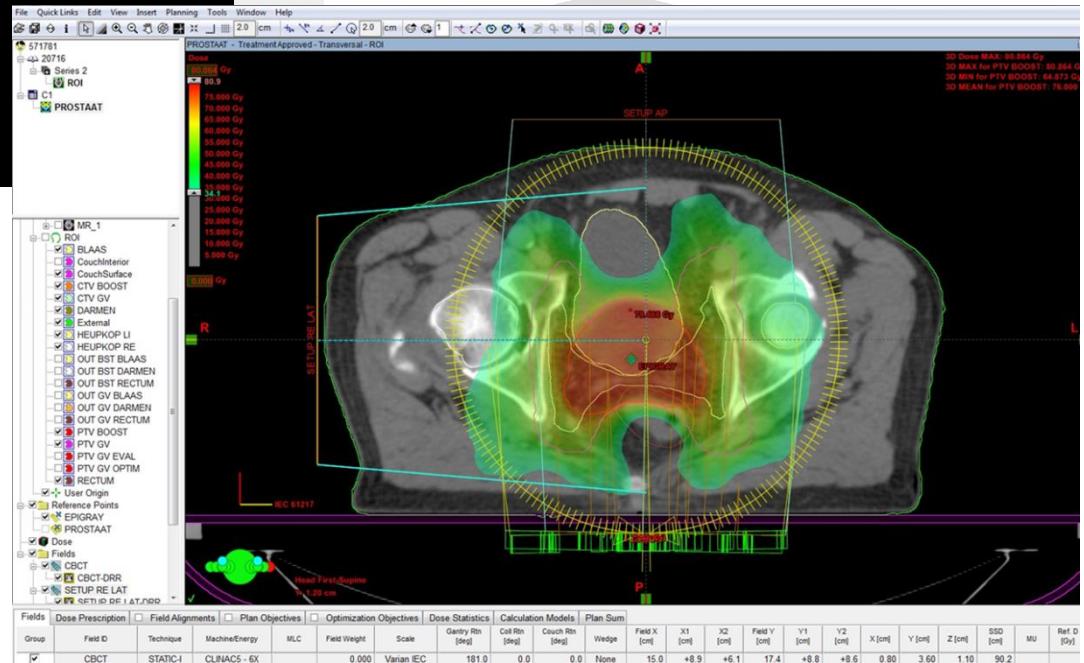 File Quick Links Edit View Insert Planning Tools Window Help
2.0 cm 2.0 cm 1
571781
20716
Series 2
ROI
C1
PROSTAAT
PROSTAAT - Treatment Approved - Transversal - ROI
Dose
80.864 Gy
80.9
75.000 Gy
70.000 Gy
65.000 Gy
60.000 Gy
55.000 Gy
50.000 Gy
45.000 Gy
40.000 Gy
35.000 Gy
34.1
30.000 Gy
25.000 Gy
20.000 Gy
15.000 Gy
10.000 Gy
5.000 Gy
0.000 Gy
3D Dose MAX: 80.864 G
3D MAX for PTV BOOST: 80.864 G
3D MIN for PTV BOOST: 64.873 Gy
3D MEAN for PTV BOOST: 76.000
A
SETUP AP
SETUP RE LAT
R
L
EPIGRAY
P
IEC 61217
Head First-Supine
MR_1
ROI
BLAAS
CouchInterior
CouchSurface
CTV BOOST
CTV GV
DARMEN
External
HEUPKOP LI
HEUPKOP RE
OUT BST BLAAS
OUT BST DARMEN
OUT BST RECTUM
OUT GV BLAAS
OUT GV DARMEN
OUT GV RECTUM
PTV BOOST
PTV GV
PTV GV EVAL
PTV GV OPTIM
RECTUM
User Origin
Reference Points
EPIGRAY
PROSTAAT
Dose
Fields
CBCT
CBCT-DRR
SETUP RE LAT
SETUP RE LAT-DRR
Fields Dose Prescription Field Alignments Plan Objectives Optimization Objectives Dose Statistics Calculation Models Plan Sum
Group Field ID Technique Machine/Energy MLC Field Weight Scale Gantry Rtn [deg] Coll Rtn [deg] Couch Rtn [deg] Wedge Field X [cm] X1 [cm] X2 [cm] Field Y [cm] Y1 [cm] Y2 [cm] X [cm] Y [cm] Z [cm] SSD [cm] MU Ref. D [Gy]
CBCT STATIC-I CLINAC5 - 6X 0.000 Varian IEC 181.0 0.0 0.0 None 15.0 +8.9 +6.1 17.4 +8.8 +8.6 0.80 3.60 1.10 90.2